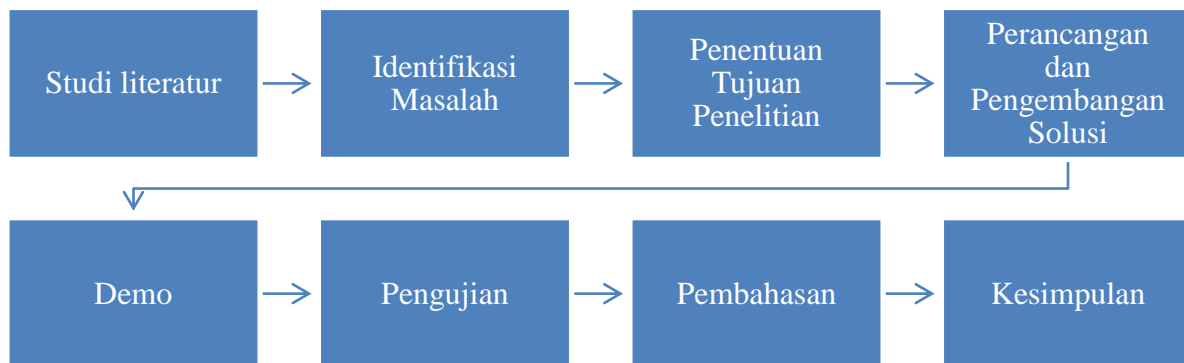 Studi literatur
Identifikasi
Masalah
Penentuan
Tujuan
Penelitian
Perancangan
dan
Pengembangan
Solusi
Demo
Pengujian
Pembahasan
Kesimpulan